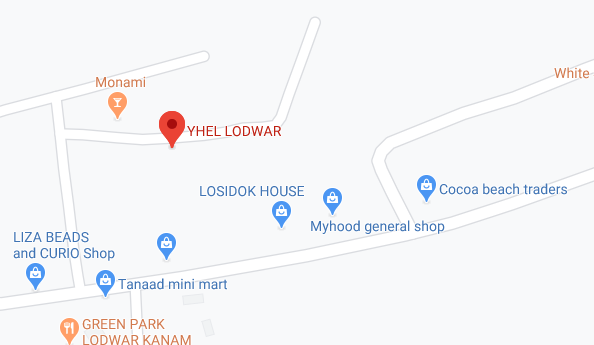 Monami
White
YHEL LODWAR
LOSIDOK HOUSE
Cocoa beach traders
Myhood general shop
LIZA BEADS
and CURIO Shop
Tanaad mini mart
GREEN PARK
LODWAR KANAM